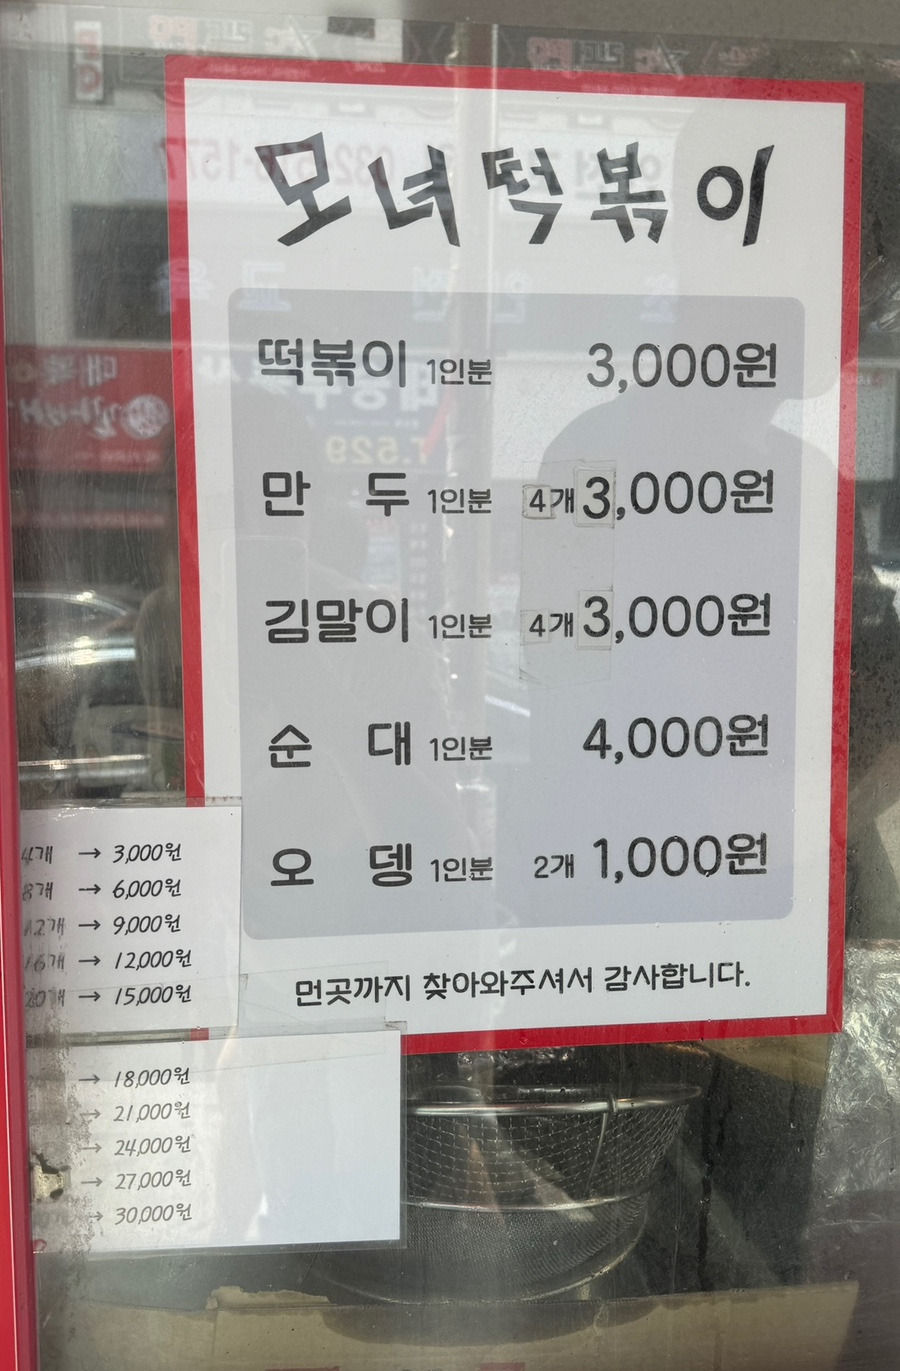 모녀떡볶이
떡볶이 1인분 3,000원
만두 1인분 4개 3,000원
김말이 1인분 4개 3,000원
순대 1인분 4,000원
오뎅 1인분 2개 1,000원
먼곳까지 찾아와주셔서 감사합니다.
4개 → 3,000원
8개 → 6,000원
12개 → 9,000원
16개 → 12,000원
20개 → 15,000원
→ 18,000원
→ 21,000원
→ 24,000원
→ 27,000원
→ 30,000원